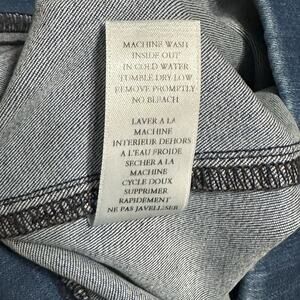 MACHINE WASH
INSIDE OUT
IN COLD WATER
TUMBLE DRY LOW
REMOVE PROMPTLY
NO BLEACH
LAVER A LA
MACHINE
INTERIEUR DEHORS
A L'EAU FROIDE
SECHER A LA
MACHINE
CYCLE DOUX
SUPPRIMER
RAPIDEMENT
NE PAS JAVELLISER